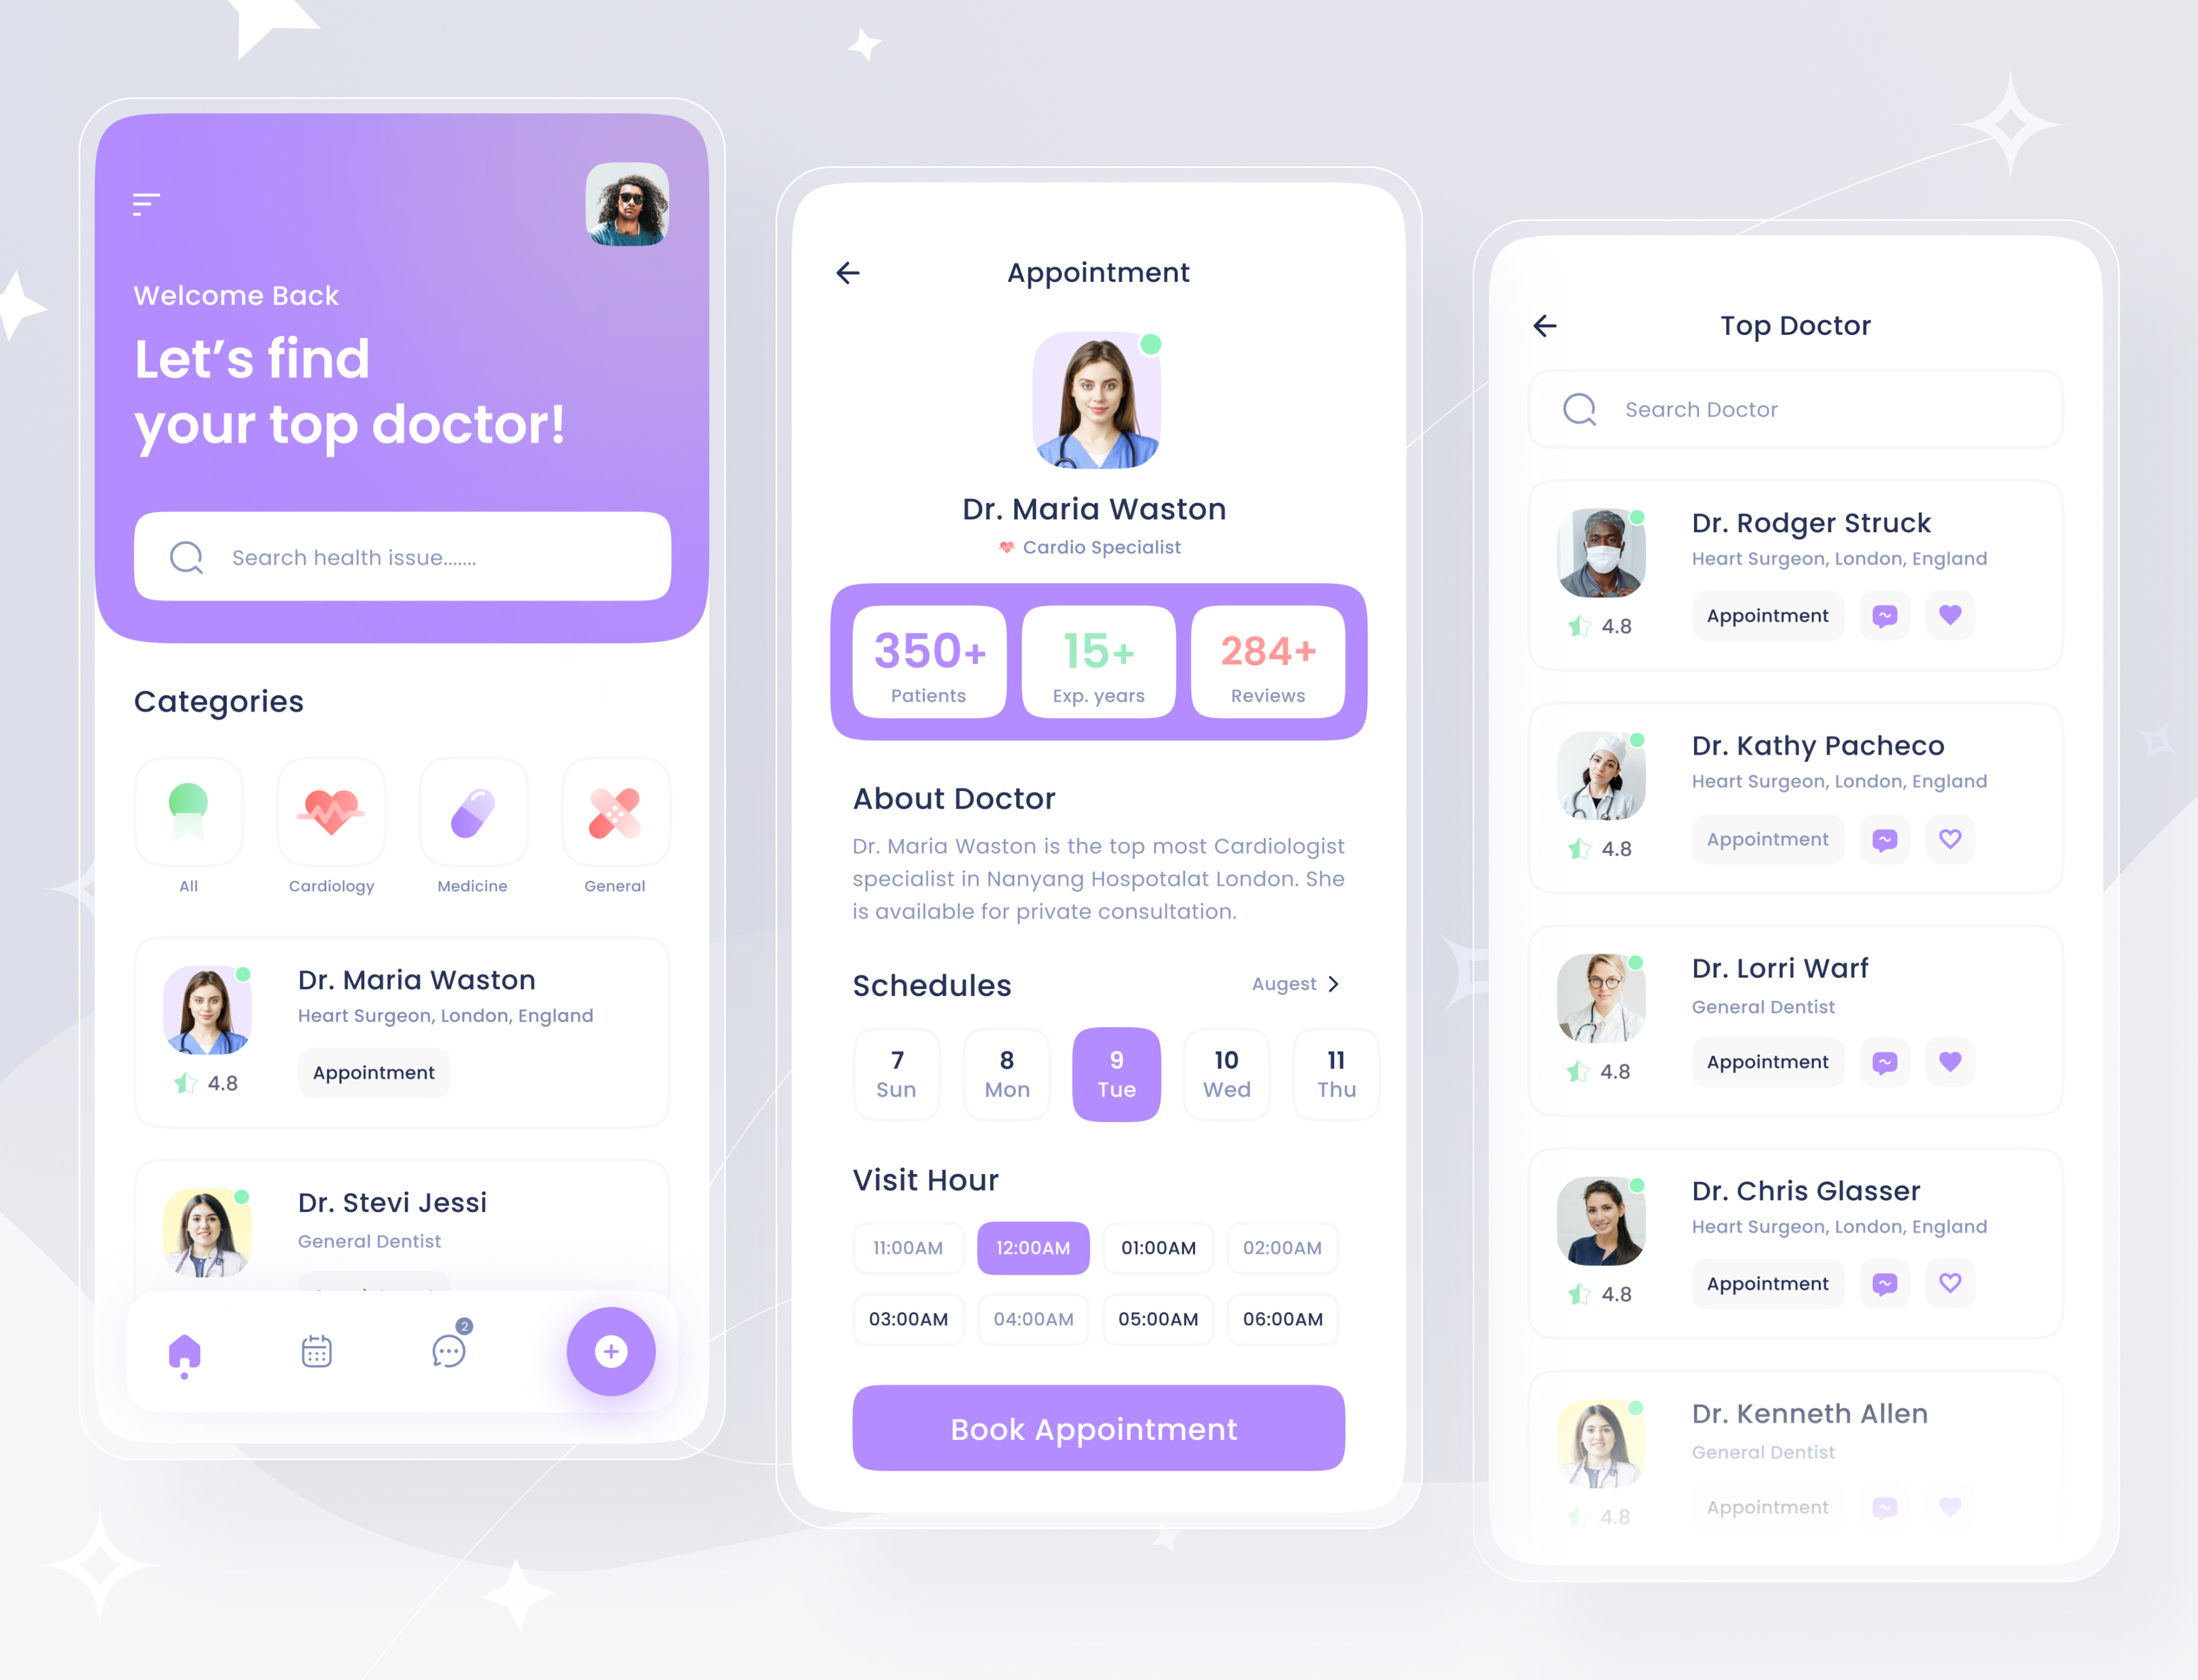 Welcome Back
Let's find
your top doctor!
Search health issue.......
Categories
All
Cardiology
Medicine
General
Dr. Maria Waston
Heart Surgeon, London, England
4.8
Appointment
Dr. Stevi Jessi
General Dentist
2
Appointment
Dr. Maria Waston
Cardio Specialist
350+
Patients
15+
Exp. years
284+
Reviews
About Doctor
Dr. Maria Waston is the top most Cardiologist
specialist in Nanyang Hospotalat London. She
is available for private consultation.
Schedules
Augest
7
Sun
8
Mon
9
Tue
10
Wed
11
Thu
Visit Hour
11:00AM
12:00AM
01:00AM
02:00AM
03:00AM
04:00AM
05:00AM
06:00AM
Book Appointment
Top Doctor
Search Doctor
Dr. Rodger Struck
Heart Surgeon, London, England
4.8
Appointment
Dr. Kathy Pacheco
Heart Surgeon, London, England
4.8
Appointment
Dr. Lorri Warf
General Dentist
4.8
Appointment
Dr. Chris Glasser
Heart Surgeon, London, England
4.8
Appointment
Dr. Kenneth Allen
General Dentist
4.8
Appointment